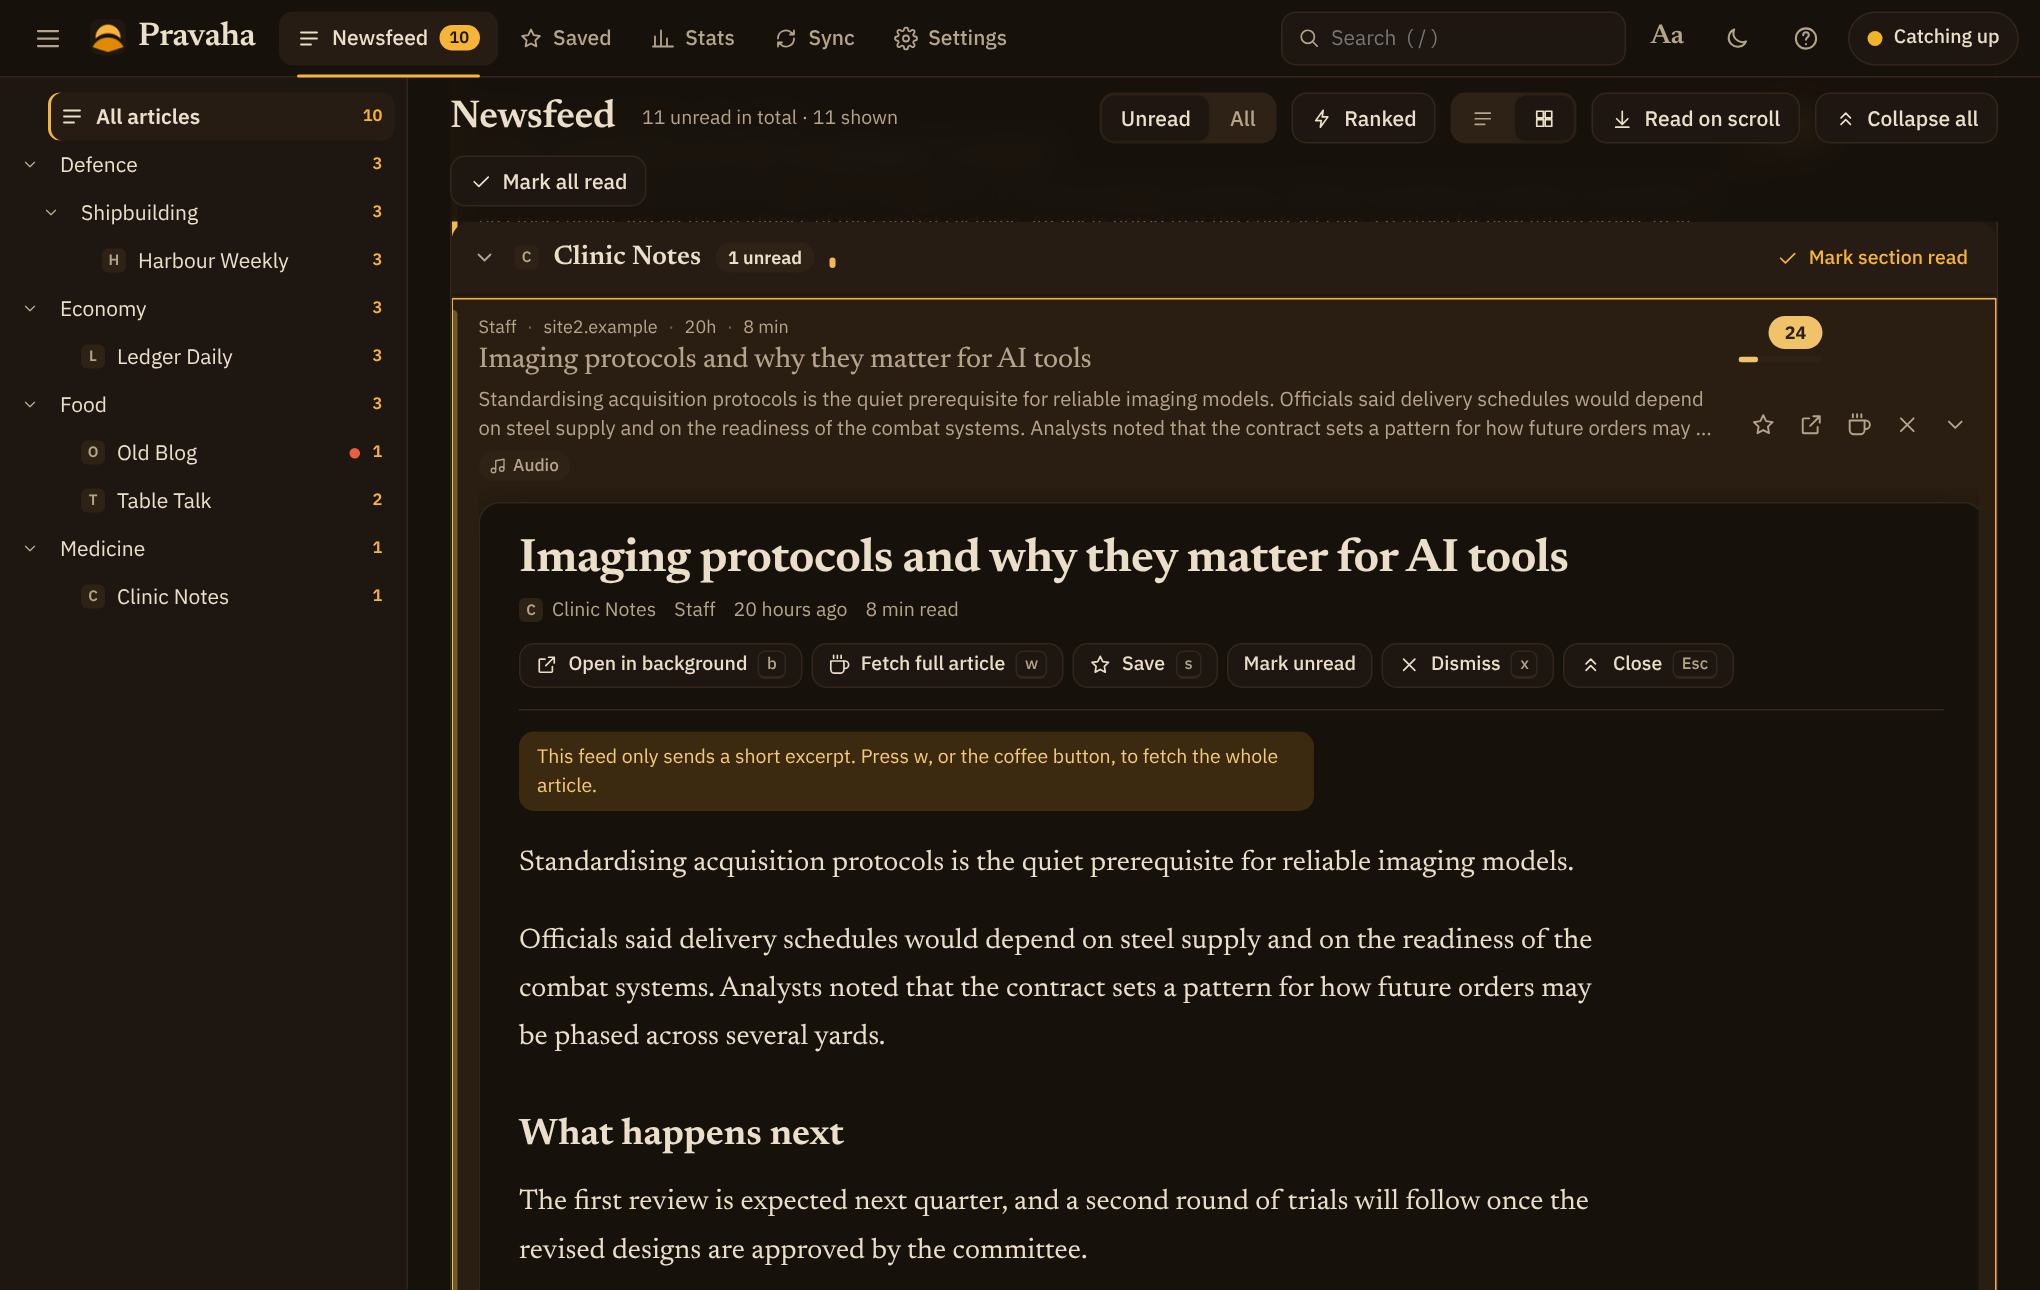 Pravaha
Newsfeed 10
Saved
Stats
Sync
Settings
Search (/)
Aa
Catching up
All articles 10
Defence 3
Shipbuilding 3
H Harbour Weekly 3
Economy 3
L Ledger Daily 3
Food 3
O Old Blog 1
T Table Talk 2
Medicine 1
C Clinic Notes 1
Newsfeed 11 unread in total · 11 shown
Unread All
Ranked
Read on scroll
Collapse all
Mark all read
C Clinic Notes 1 unread
Mark section read
Staff · site2.example · 20h · 8 min
24
Imaging protocols and why they matter for AI tools
Standardising acquisition protocols is the quiet prerequisite for reliable imaging models. Officials said delivery schedules would depend
on steel supply and on the readiness of the combat systems. Analysts noted that the contract sets a pattern for how future orders may ...
Audio
Imaging protocols and why they matter for AI tools
C Clinic Notes Staff 20 hours ago 8 min read
Open in background b
Fetch full article w
Save s
Mark unread
Dismiss x
Close Esc
This feed only sends a short excerpt. Press w, or the coffee button, to fetch the whole
article.
Standardising acquisition protocols is the quiet prerequisite for reliable imaging models.
Officials said delivery schedules would depend on steel supply and on the readiness of the
combat systems. Analysts noted that the contract sets a pattern for how future orders may
be phased across several yards.
What happens next
The first review is expected next quarter, and a second round of trials will follow once the
revised designs are approved by the committee.